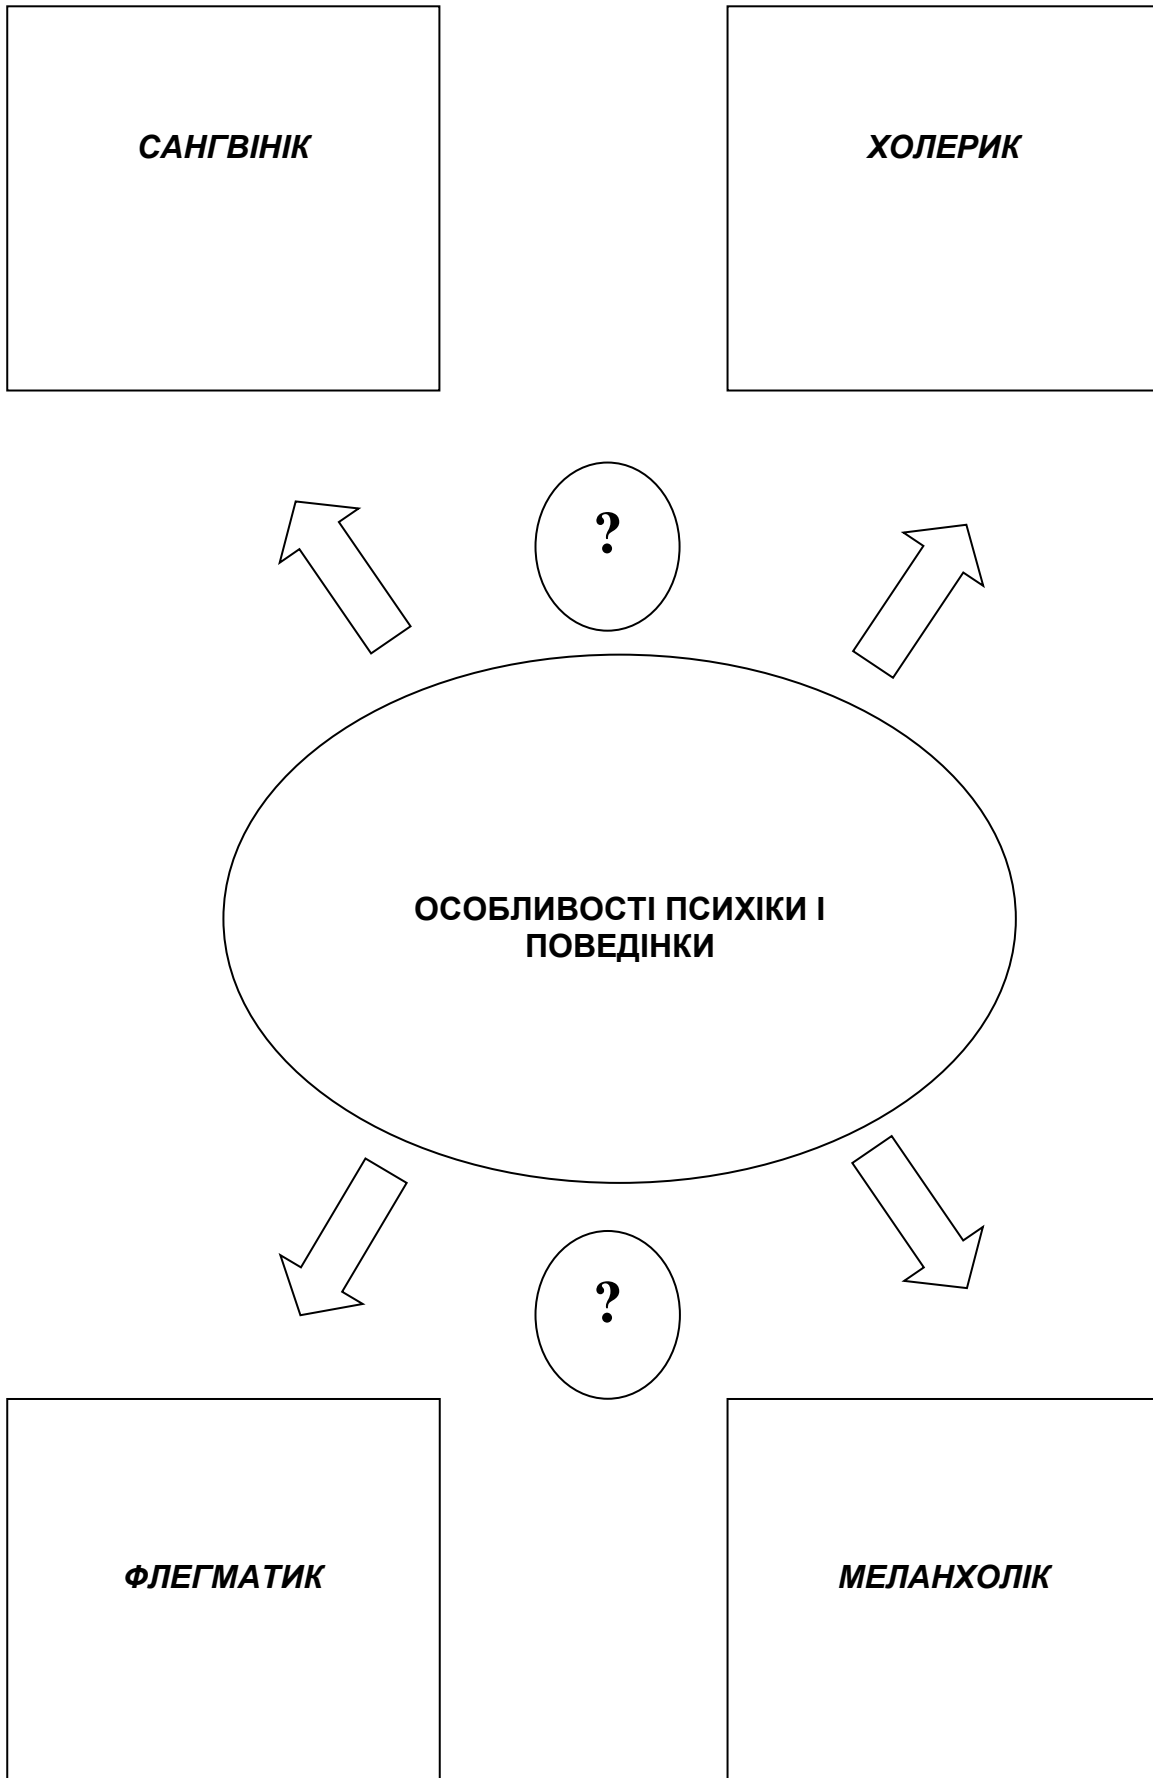 САНГВІНІК
ХОЛЕРИК
?
ОСОБЛИВОСТІ ПСИХІКИ І
ПОВЕДІНКИ
?
ФЛЕГМАТИК
МЕЛАНХОЛІК